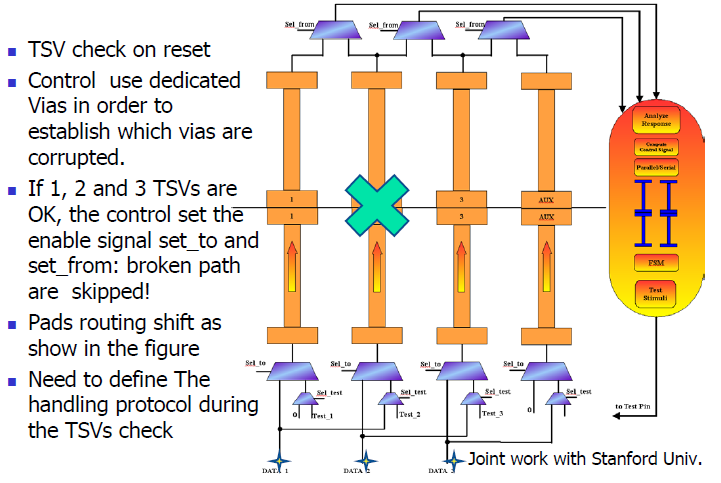 TSV check on reset
Control use dedicated
Vias in order to
establish which vias are
corrupted.
If 1, 2 and 3 TSVs are
OK, the control set the
enable signal set_to and
set_from: broken path
are skipped!
Pads routing shift as
show in the figure
Need to define The
handling protocol during
the TSVs check
Sel_from
Sel_from
Sel_from
1
3
AUX
1
3
AUX
Sel_to
Sel_to
Sel_to
Sel_to
Sel_test
Sel_test
Sel_test
Sel_test
0
Test_1
Test_2
Test_3
0
DATA 1
DATA 2
DATA 3
Analyze
Response
Compute
Control Signal
Parallel/Serial
FSM
Test
Stimuli
to Test Pin
Joint work with Stanford Univ.